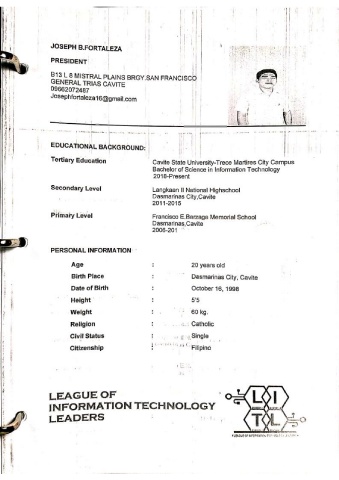 JOSEPH B.FORTALEZA
PRESIDENT
B13 L 8 MISTRAL PLAINS BRGY.SAN FRANCISCO
GENERAL TRIAS CAVITE
09662072487
Josephfortaleza16@gmail.com
EDUCATIONAL BACKGROUND:
Tertiary Education Cavite State University-Trece Martires City Campus
Bachelor of Science in Information Technology
2018-Present
Secondary Level Langkaan II National Highschool
Dasmarinas City,Cavite
2011-2015
Primary Level Francisco E.Barzaga Memorial School
Dasmarinas,Cavite
2006-201
PERSONAL INFORMATION
Age : 20 years old
Birth Place : Dasmarinas City, Cavite
Date of Birth : October 16, 1998
Height : 5'5
Weight : 60 kg.
Religion : Catholic
Civil Status : Single
Citizenship : Filipino
LEAGUE OF
INFORMATION TECHNOLOGY
LEADERS
L I
T L